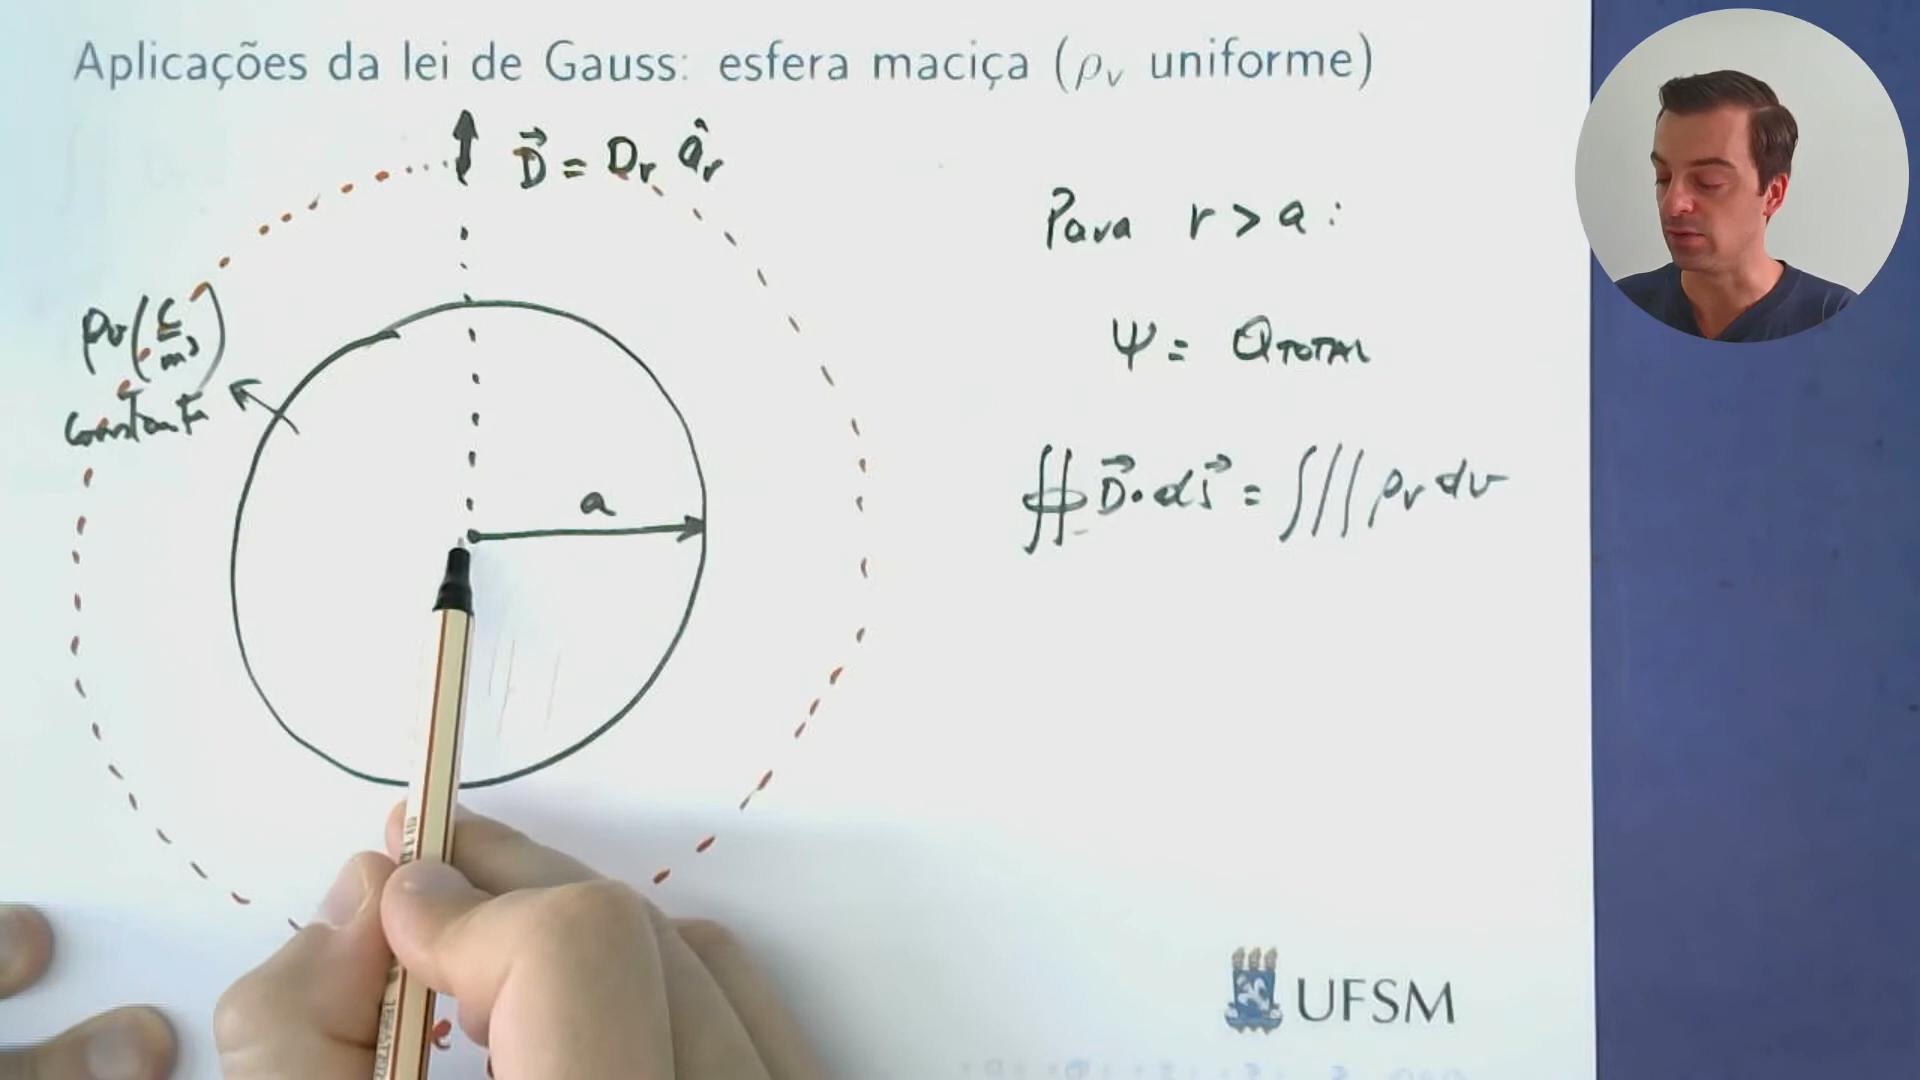 Aplicações da lei de Gauss: esfera maciça (ρᵥ uniforme)
D⃗ = Dr âr
Para r > a :
ρv (C/m³)
constante
Ψ = QTOTAL
∯ D⃗ • ds⃗ = ∭ ρv dv
a
UFSM